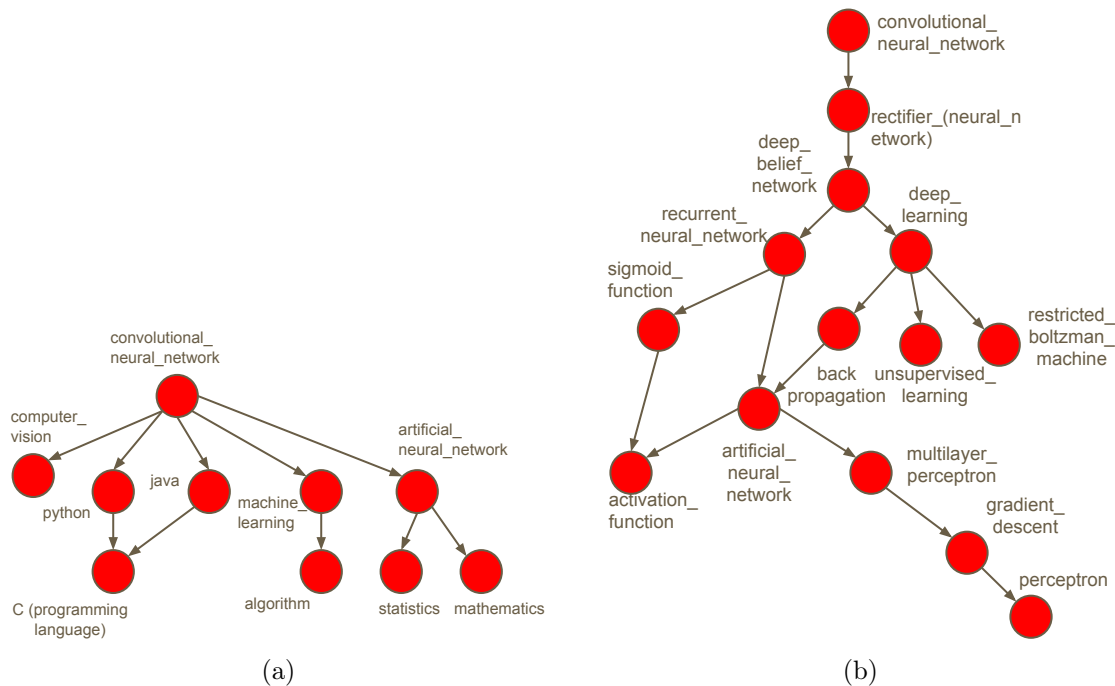 convolutional_
neural_network
computer_
vision
python
java
machine_
learning
artificial_
neural_network
C (programming
language)
algorithm
statistics
mathematics
(a)
convolutional_
neural_network
rectifier_(neural_n
etwork)
deep_
belief_
network
deep_
learning
recurrent_
neural_network
sigmoid_
function
back
propagation
unsupervised_
learning
restricted_
boltzman_
machine
activation_
function
artificial_
neural_
network
multilayer_
perceptron
gradient_
descent
perceptron
(b)